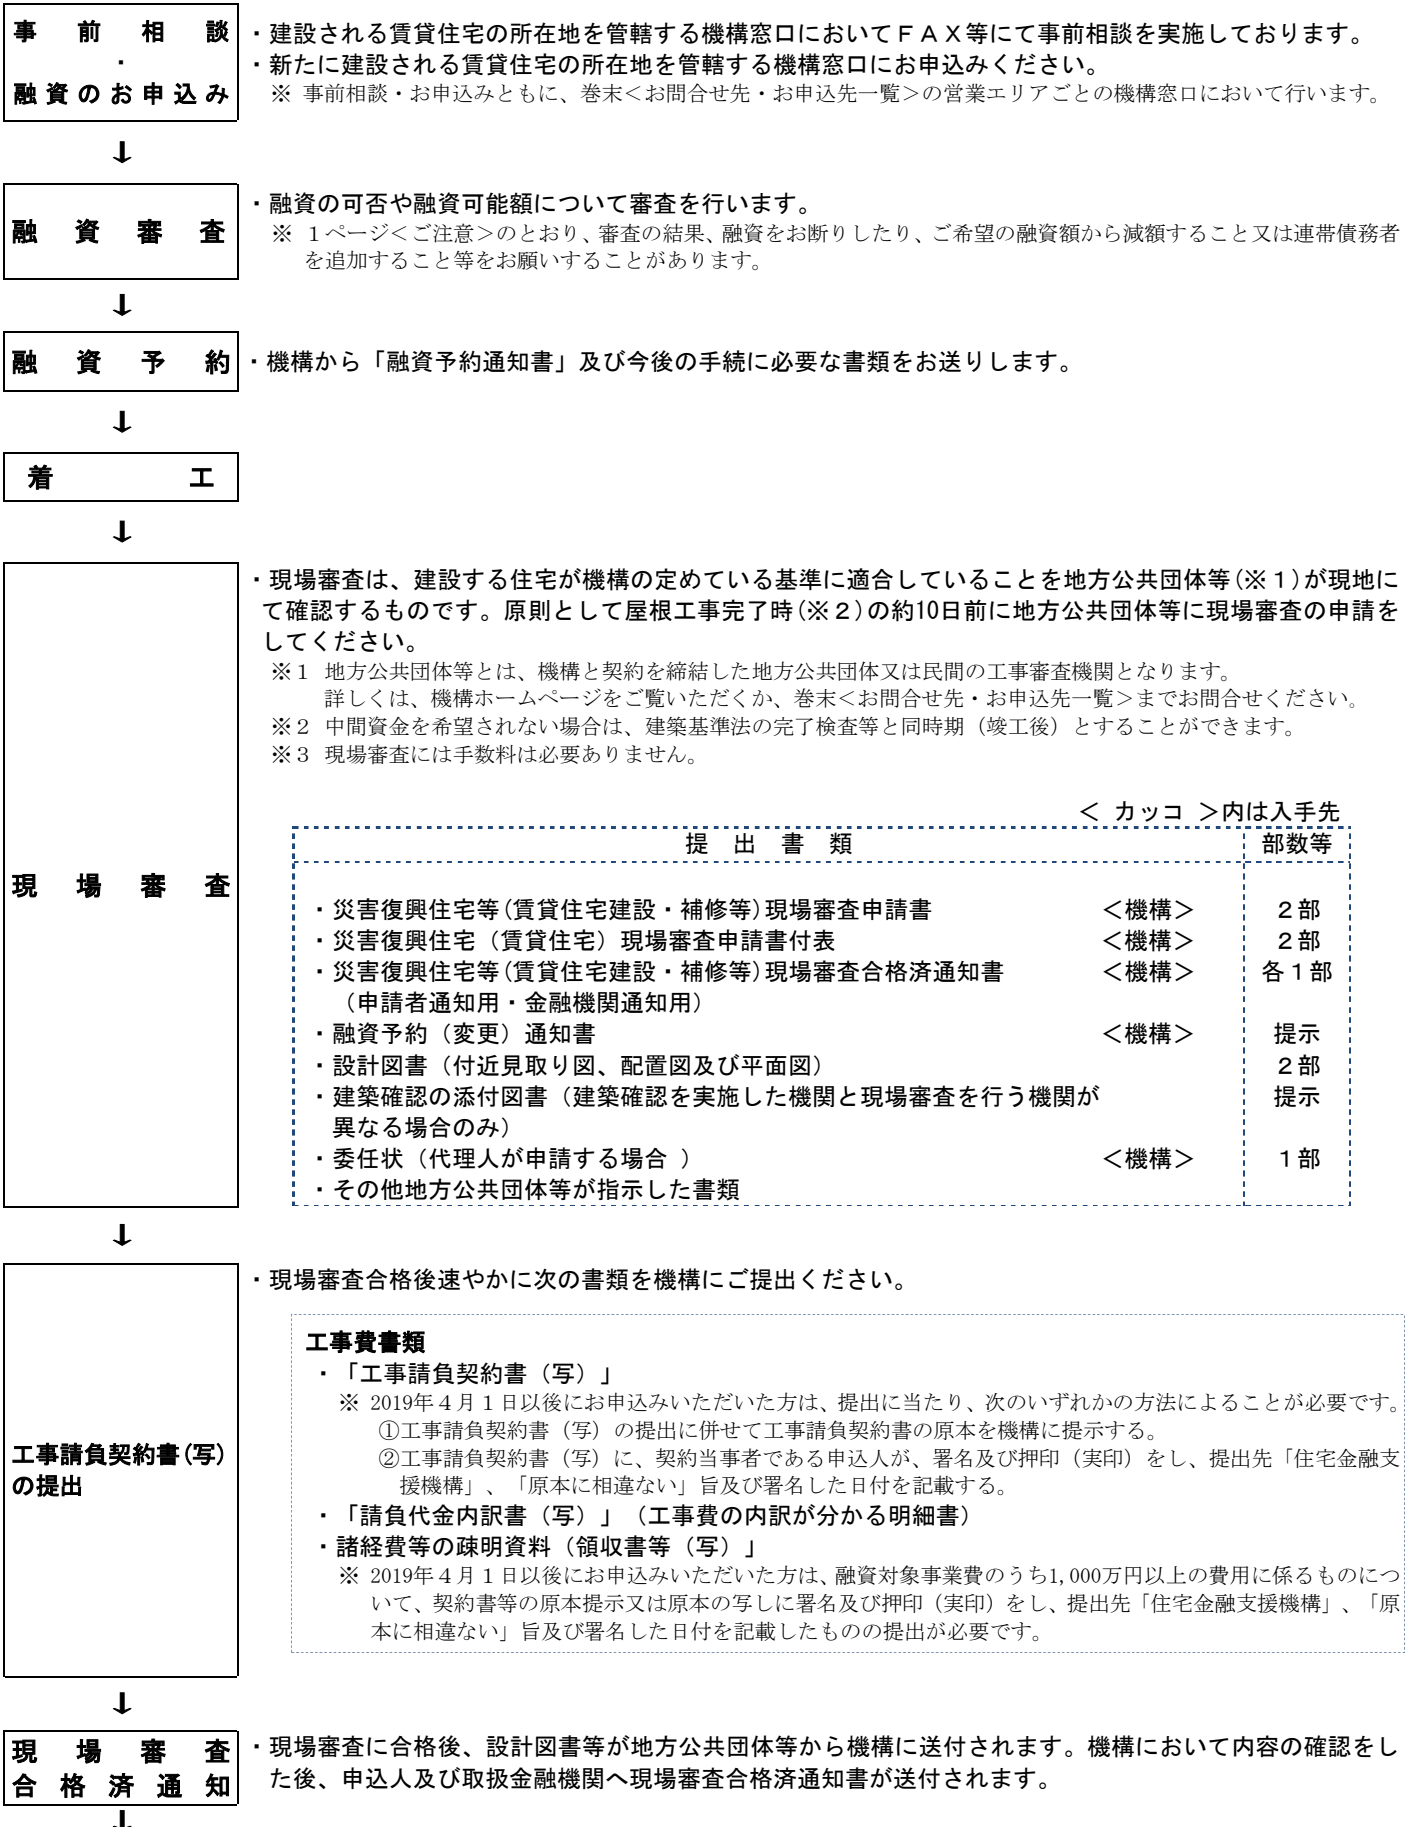 事前相談
・
融資のお申込み
・建設される賃貸住宅の所在地を管轄する機構窓口においてＦＡＸ等にて事前相談を実施しております。
・新たに建設される賃貸住宅の所在地を管轄する機構窓口にお申込みください。
※ 事前相談・お申込みともに、巻末＜お問合せ先・お申込先一覧＞の営業エリアごとの機構窓口において行います。
↓
融資審査
・融資の可否や融資可能額について審査を行います。
※ １ページ＜ご注意＞のとおり、審査の結果、融資をお断りしたり、ご希望の融資額から減額すること又は連帯債務者
を追加すること等をお願いすることがあります。
↓
融資予約
・機構から「融資予約通知書」及び今後の手続に必要な書類をお送りします。
↓
着工
↓
現場審査
・現場審査は、建設する住宅が機構の定めている基準に適合していることを地方公共団体等(※１)が現地に
て確認するものです。原則として屋根工事完了時(※２)の約10日前に地方公共団体等に現場審査の申請を
してください。
※１ 地方公共団体等とは、機構と契約を締結した地方公共団体又は民間の工事審査機関となります。
詳しくは、機構ホームページをご覧いただくか、巻末＜お問合せ先・お申込先一覧＞までお問合せください。
※２ 中間資金を希望されない場合は、建築基準法の完了検査等と同時期（竣工後）とすることができます。
※３ 現場審査には手数料は必要ありません。
＜ カッコ ＞内は入手先
提 出 書 類 部数等
・災害復興住宅等(賃貸住宅建設・補修等)現場審査申請書 ＜機構＞ ２部
・災害復興住宅（賃貸住宅）現場審査申請書付表 ＜機構＞ ２部
・災害復興住宅等(賃貸住宅建設・補修等)現場審査合格済通知書 ＜機構＞ 各１部
（申請者通知用・金融機関通知用）
・融資予約（変更）通知書 ＜機構＞ 提示
・設計図書（付近見取り図、配置図及び平面図） ２部
・建築確認の添付図書（建築確認を実施した機関と現場審査を行う機関が 提示
異なる場合のみ）
・委任状（代理人が申請する場合 ） ＜機構＞ １部
・その他地方公共団体等が指示した書類
↓
工事請負契約書(写)
の提出
・現場審査合格後速やかに次の書類を機構にご提出ください。
工事費書類
・「工事請負契約書（写）」
※ 2019年４月１日以後にお申込みいただいた方は、提出に当たり、次のいずれかの方法によることが必要です。
①工事請負契約書（写）の提出に併せて工事請負契約書の原本を機構に提示する。
②工事請負契約書（写）に、契約当事者である申込人が、署名及び押印（実印）をし、提出先「住宅金融支
援機構」、「原本に相違ない」旨及び署名した日付を記載する。
・「請負代金内訳書（写）」（工事費の内訳が分かる明細書）
・諸経費等の疎明資料（領収書等（写）」
※ 2019年４月１日以後にお申込みいただいた方は、融資対象事業費のうち1,000万円以上の費用に係るものにつ
いて、契約書等の原本提示又は原本の写しに署名及び押印（実印）をし、提出先「住宅金融支援機構」、「原
本に相違ない」旨及び署名した日付を記載したものの提出が必要です。
↓
現場審査
合格済通知
・現場審査に合格後、設計図書等が地方公共団体等から機構に送付されます。機構において内容の確認をし
た後、申込人及び取扱金融機関へ現場審査合格済通知書が送付されます。
↓